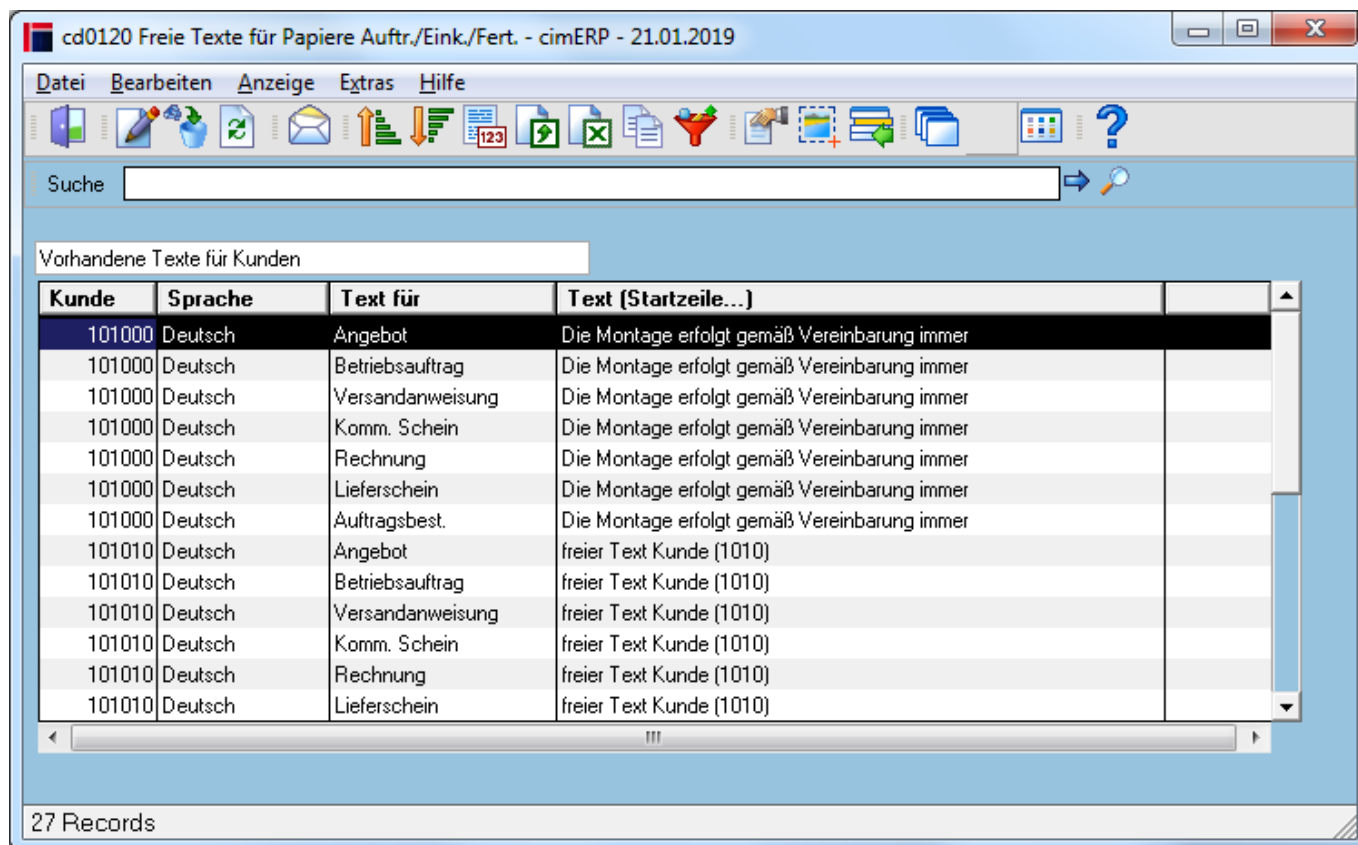 cd0120 Freie Texte für Papiere Auftr./Eink./Fert. - cimERP - 21.01.2019
Datei Bearbeiten Anzeige Extras Hilfe
123
Suche
Vorhandene Texte für Kunden
Kunde Sprache Text für Text (Startzeile...)
101000 Deutsch Angebot Die Montage erfolgt gemäß Vereinbarung immer
101000 Deutsch Betriebsauftrag Die Montage erfolgt gemäß Vereinbarung immer
101000 Deutsch Versandanweisung Die Montage erfolgt gemäß Vereinbarung immer
101000 Deutsch Komm. Schein Die Montage erfolgt gemäß Vereinbarung immer
101000 Deutsch Rechnung Die Montage erfolgt gemäß Vereinbarung immer
101000 Deutsch Lieferschein Die Montage erfolgt gemäß Vereinbarung immer
101000 Deutsch Auftragsbest. Die Montage erfolgt gemäß Vereinbarung immer
101010 Deutsch Angebot freier Text Kunde (1010)
101010 Deutsch Betriebsauftrag freier Text Kunde (1010)
101010 Deutsch Versandanweisung freier Text Kunde (1010)
101010 Deutsch Komm. Schein freier Text Kunde (1010)
101010 Deutsch Rechnung freier Text Kunde (1010)
101010 Deutsch Lieferschein freier Text Kunde (1010)
27 Records